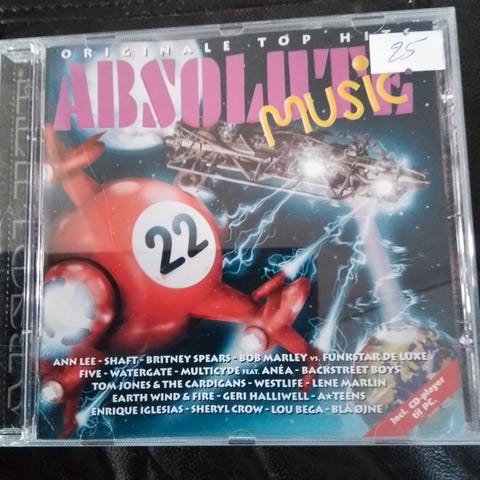 ORIGINALE TOP HITS
25
ABSOLUTE
music
22
ANN LEE - SHAFT - BRITNEY SPEARS - BOB MARLEY vs. FUNKSTAR DE LUXE
FIVE - WATERGATE - MULTICYDE FEAT. ANÉA - BACKSTREET BOYS
TOM JONES & THE CARDIGANS - WESTLIFE - LENE MARLIN
EARTH WIND & FIRE - GERI HALLIWELL - A★TEENS
ENRIQUE IGLESIAS - SHERYL CROW - LOU BEGA - BLÅ ØJNE
Incl. CD-player
til PC